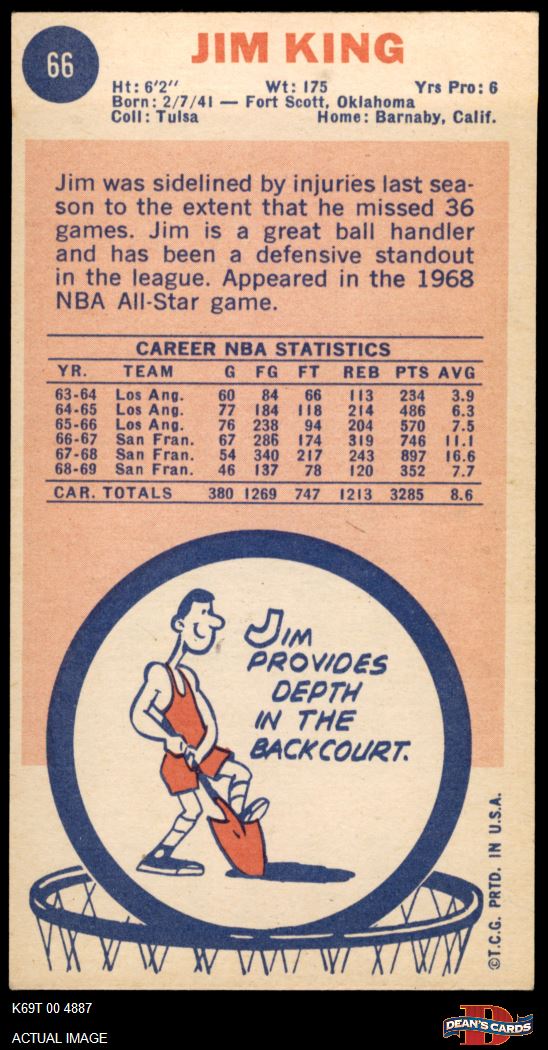 66
JIM KING
Ht: 6'2'' Wt: 175 Yrs Pro: 6
Born: 2/7/41 — Fort Scott, Oklahoma
Coll: Tulsa Home: Barnaby, Calif.
Jim was sidelined by injuries last sea-
son to the extent that he missed 36
games. Jim is a great ball handler
and has been a defensive standout
in the league. Appeared in the 1968
NBA All-Star game.
CAREER NBA STATISTICS
YR. TEAM G FG FT REB PTS AVG
63-64 Los Ang. 60 84 66 113 234 3.9
64-65 Los Ang. 77 184 118 214 486 6.3
65-66 Los Ang. 76 238 94 204 570 7.5
66-67 San Fran. 67 286 174 319 746 11.1
67-68 San Fran. 54 340 217 243 897 16.6
68-69 San Fran. 46 137 78 120 352 7.7
CAR. TOTALS 380 1269 747 1213 3285 8.6
JIM
PROVIDES
DEPTH
IN THE
BACKCOURT.
©T.C.G. PRTD. IN U.S.A.
K69T 00 4887
ACTUAL IMAGE
D
DEAN'S CARDS